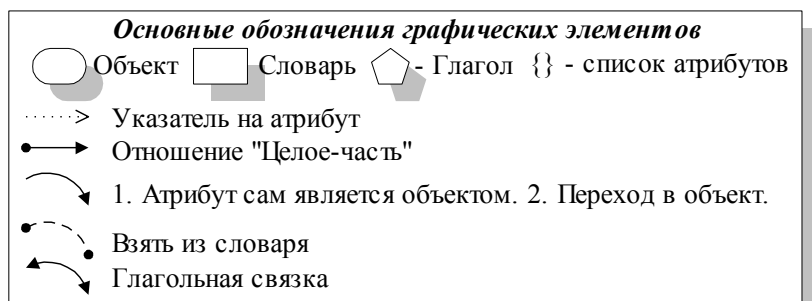 Основные обозначения графических элементов
Объект Словарь - Глагол {} - список атрибутов
Указатель на атрибут
Отношение "Целое-часть"
1. Атрибут сам является объектом. 2. Переход в объект.
Взять из словаря
Глагольная связка